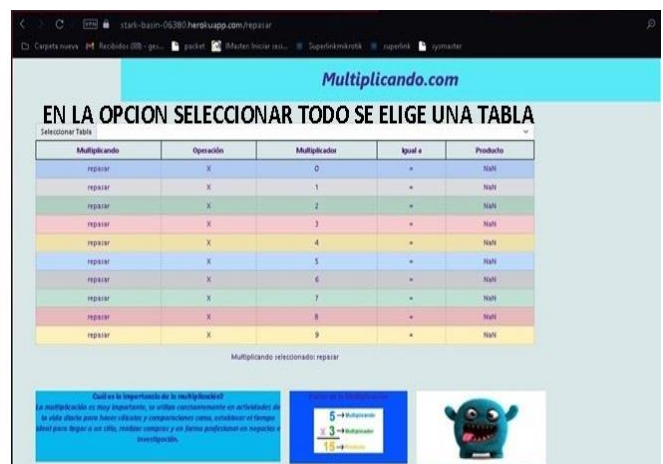 stark-basin-06380.herokuapp.com/repasar
Carpeta nueva Recibidos (88) - ges... packet Superlinkmikrotik superlink
Multiplicando.com
EN LA OPCION SELECCIONAR TODO SE ELIGE UNA TABLA
Seleccionar Tabla
Multiplicando Operación Multiplicador Igual a Producto
repasar X 0 = NaN
repasar X 1 = NaN
repasar X 2 = NaN
repasar X 3 = NaN
repasar X 4 = NaN
repasar X 5 = NaN
repasar X 6 = NaN
repasar X 7 = NaN
repasar X 8 = NaN
repasar X 9 = NaN
Multiplicando seleccionado: repasar
Cuál es la importancia de la multiplicación?
La multiplicación es muy importante, se utiliza constantemente en actividades de
la vida diaria para hacer cálculos y comparaciones como, establecer el tiempo
ideal para llegar a un sitio, realizar compras y en forma profesional en negocios e
investigación.
5 → Multiplicando
x 3 → Multiplicador
15 → Producto